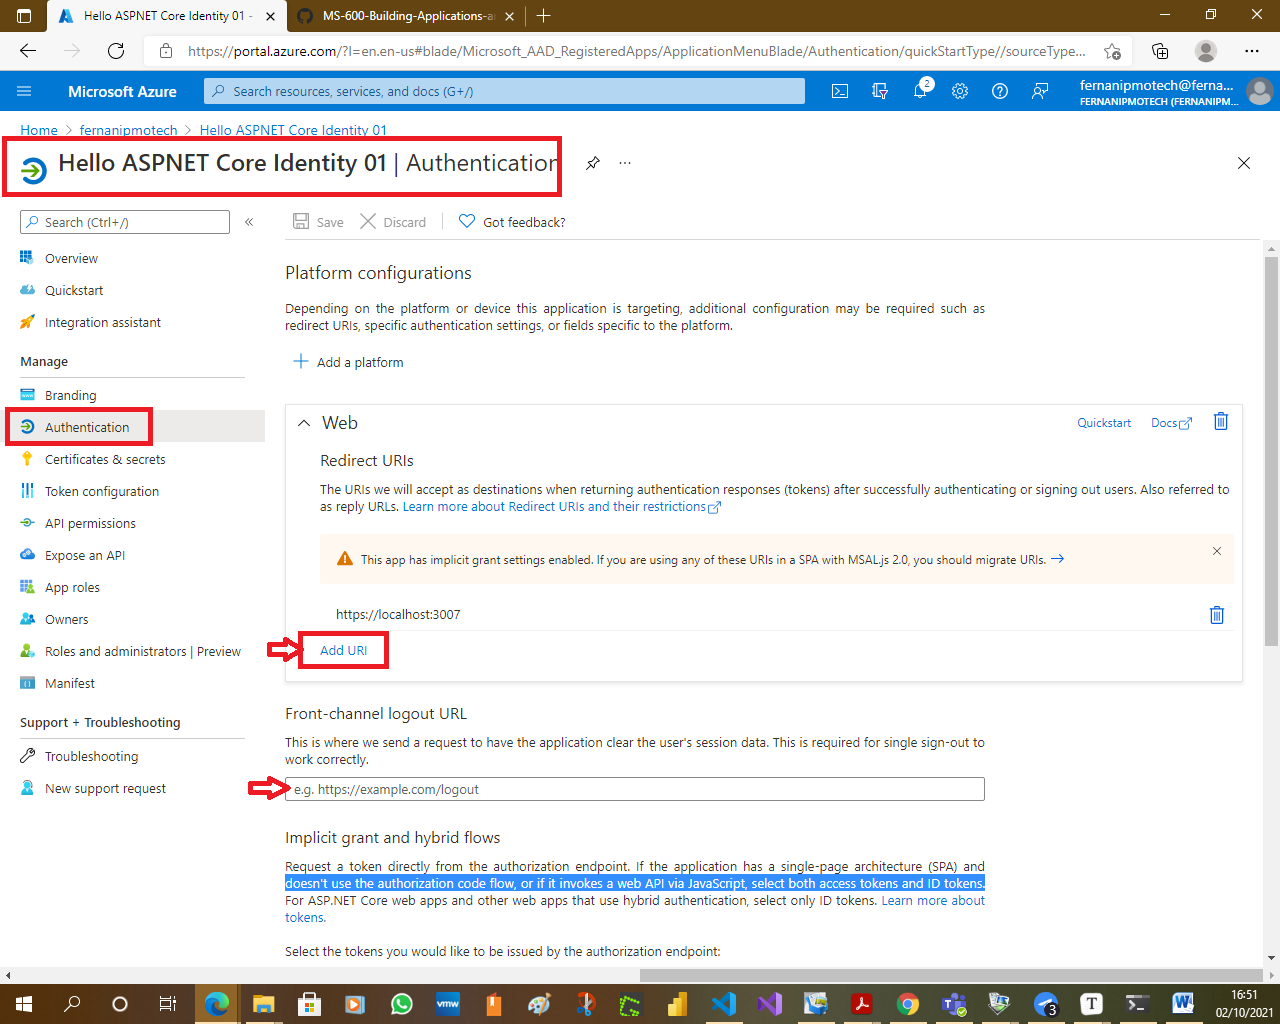 Hello ASPNET Core Identity 01 -
MS-600-Building-Applications-a
https://portal.azure.com/?l=en.en-us#blade/Microsoft_AAD_RegisteredApps/ApplicationMenuBlade/Authentication/quickStartType//sourceType...
Microsoft Azure
Search resources, services, and docs (G+/)
2
fernanipmotech@ferna...
FERNANIPMOTECH (FERNANIPM...
Home > fernanipmotech > Hello ASPNET Core Identity 01
Hello ASPNET Core Identity 01 | Authentication
Search (Ctrl+/)
Save
Discard
Got feedback?
Overview
Quickstart
Integration assistant
Manage
Branding
Authentication
Certificates & secrets
Token configuration
API permissions
Expose an API
App roles
Owners
Roles and administrators | Preview
Manifest
Support + Troubleshooting
Troubleshooting
New support request
Platform configurations
Depending on the platform or device this application is targeting, additional configuration may be required such as
redirect URIs, specific authentication settings, or fields specific to the platform.
Add a platform
Web
Quickstart
Docs
Redirect URIs
The URIs we will accept as destinations when returning authentication responses (tokens) after successfully authenticating or signing out users. Also referred to
as reply URLs. Learn more about Redirect URIs and their restrictions
This app has implicit grant settings enabled. If you are using any of these URIs in a SPA with MSAL.js 2.0, you should migrate URIs.
https://localhost:3007
Add URI
Front-channel logout URL
This is where we send a request to have the application clear the user's session data. This is required for single sign-out to
work correctly.
e.g. https://example.com/logout
Implicit grant and hybrid flows
Request a token directly from the authorization endpoint. If the application has a single-page architecture (SPA) and
doesn't use the authorization code flow, or if it invokes a web API via JavaScript, select both access tokens and ID tokens.
For ASP.NET Core web apps and other web apps that use hybrid authentication, select only ID tokens. Learn more about
tokens.
Select the tokens you would like to be issued by the authorization endpoint:
vmw
3
T
W
16:51
02/10/2021